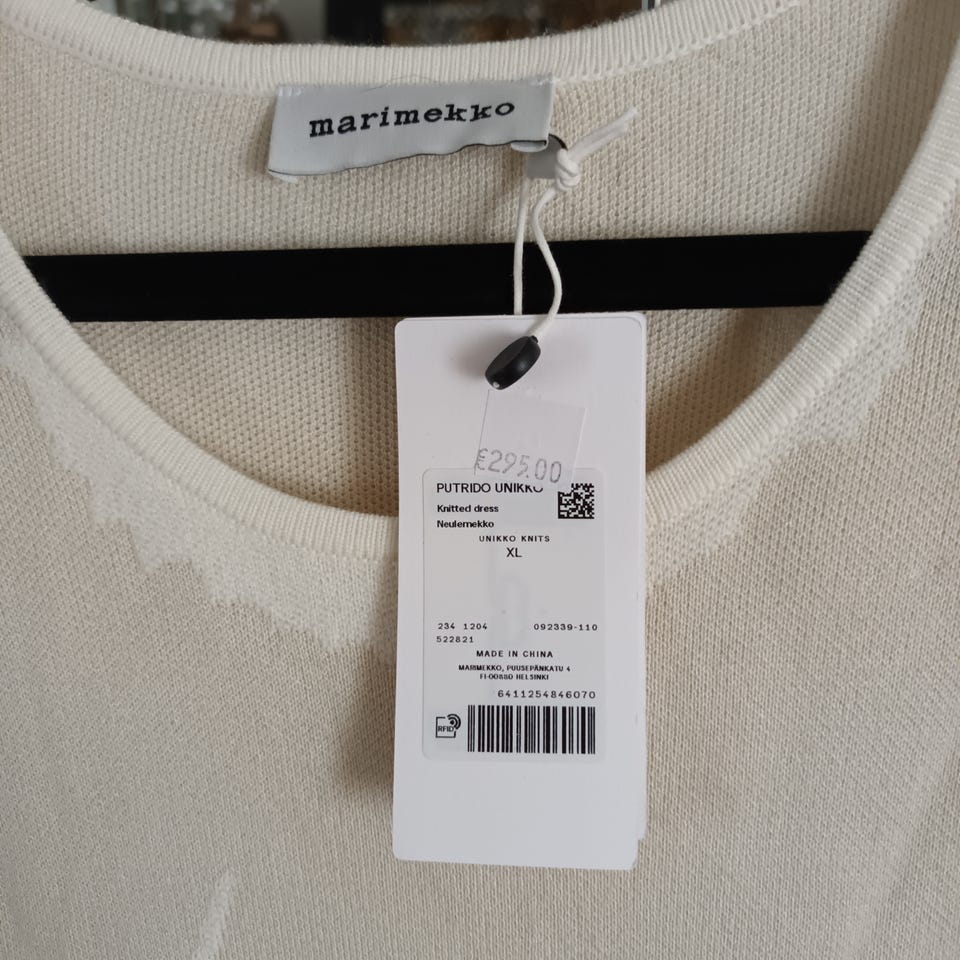 marimekko
€295.00
PUTRIDO UNIKKO
Knitted dress
Neulemekko
UNIKKO KNITS
XL
234 1204 092339-110
522821
MADE IN CHINA
MARIMEKKO, PUUSEPÄNKATU 4
FI-00880 HELSINKI
6411254846070
RFID